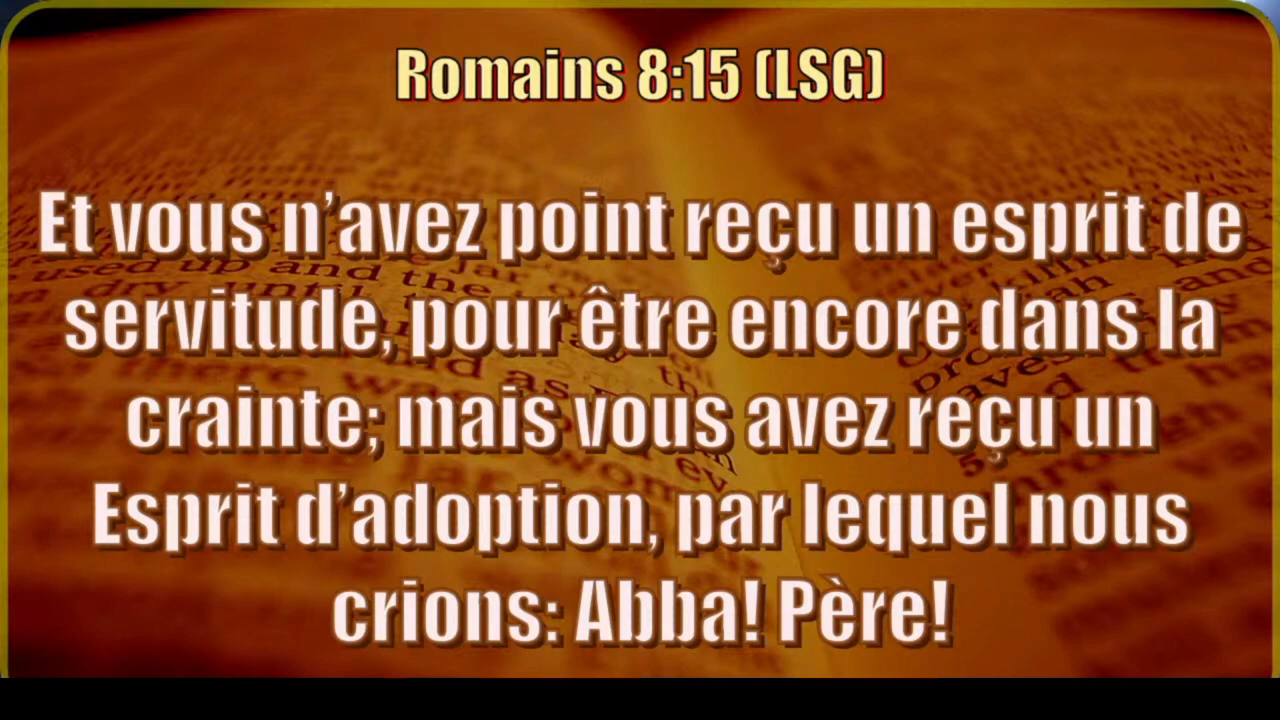 Romains 8:15 (LSG)
Et vous n’avez point reçu un esprit de
servitude, pour être encore dans la
crainte; mais vous avez reçu un
Esprit d’adoption, par lequel nous
crions: Abba! Père!